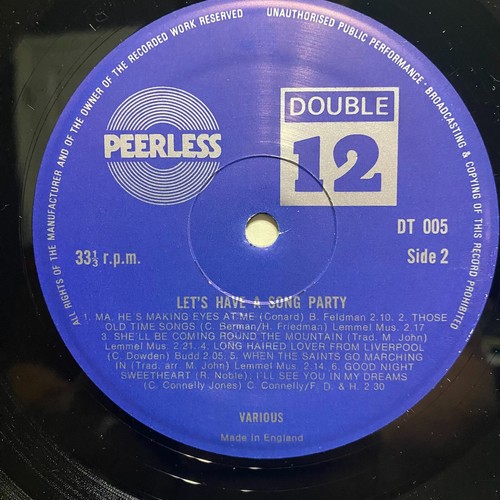 ALL RIGHTS OF THE MANUFACTURER AND OF THE OWNER OF THE RECORDED WORK RESERVED
UNAUTHORISED PUBLIC PERFORMANCE · BROADCASTING & COPYING OF THIS RECORD PROHIBITED
PEERLESS
DOUBLE
12
DT 005
33⅓ r.p.m.
Side 2
LET'S HAVE A SONG PARTY
1. MA, HE'S MAKING EYES AT ME (Conard) B. Feldman 2.10. 2. THOSE
OLD TIME SONGS (C. Berman/H. Friedman) Lemmel Mus. 2.17
3. SHE'LL BE COMING ROUND THE MOUNTAIN (Trad. M. John)
Lemmel Mus. 2.21. 4. LONG HAIRED LOVER FROM LIVERPOOL
(C. Dowden) Budd 2.05. 5. WHEN THE SAINTS GO MARCHING
IN (Trad. arr. M. John) Lemmel Mus. 2.14. 6. GOOD NIGHT
SWEETHEART (R. Noble) I'LL SEE YOU IN MY DREAMS
(C. Connelly Jones) C. Connelly/F. D. & H. 2.30
VARIOUS
Made in England